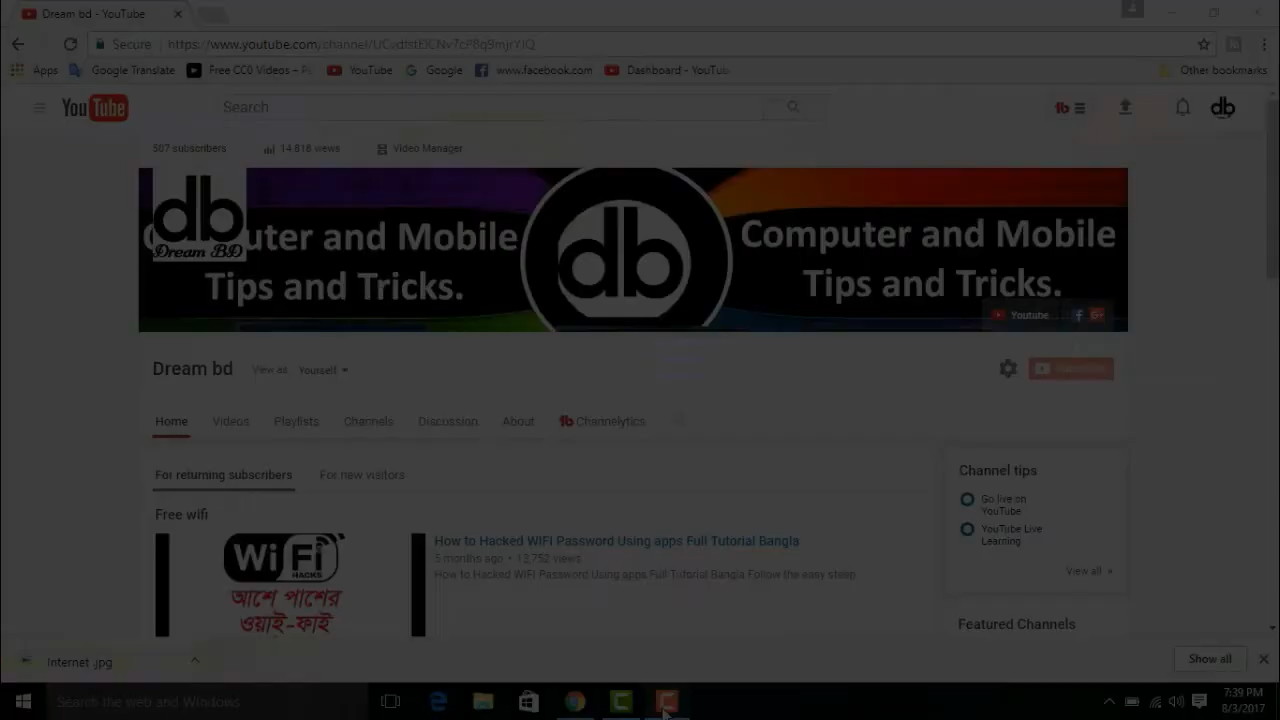 Dream bd - YouTube
Secure https://www.youtube.com/channel/
Apps Google Translate Free CC0 Videos – YouTube Google www.facebook.com Dashboard - YouTub Other bookmarks
YouTube Search
507 subscribers 14,818 views Video Manager
db
Dream BD
uter and Mobile
Tips and Tricks.
db
Computer and Mobile
Tips and Tricks.
Youtube
Dream bd View as Yourself
Home Videos Playlists Channels Discussion About Channelytics
For returning subscribers For new visitors
Free wifi
WiFi
HACKS
আশে পাশের
ওয়াই-ফাই
How to Hacked WIFI Password Using apps Full Tutorial Bangla
5 months ago • 13,752 views
How to Hacked WIFI Password Using apps Full Tutorial Bangla Follow the easy steep
Channel tips
Go live on
YouTube
YouTube Live
Learning
View all »
Featured Channels
Internet .jpg
Show all
Search the web and Windows
7:39 PM
8/3/2017